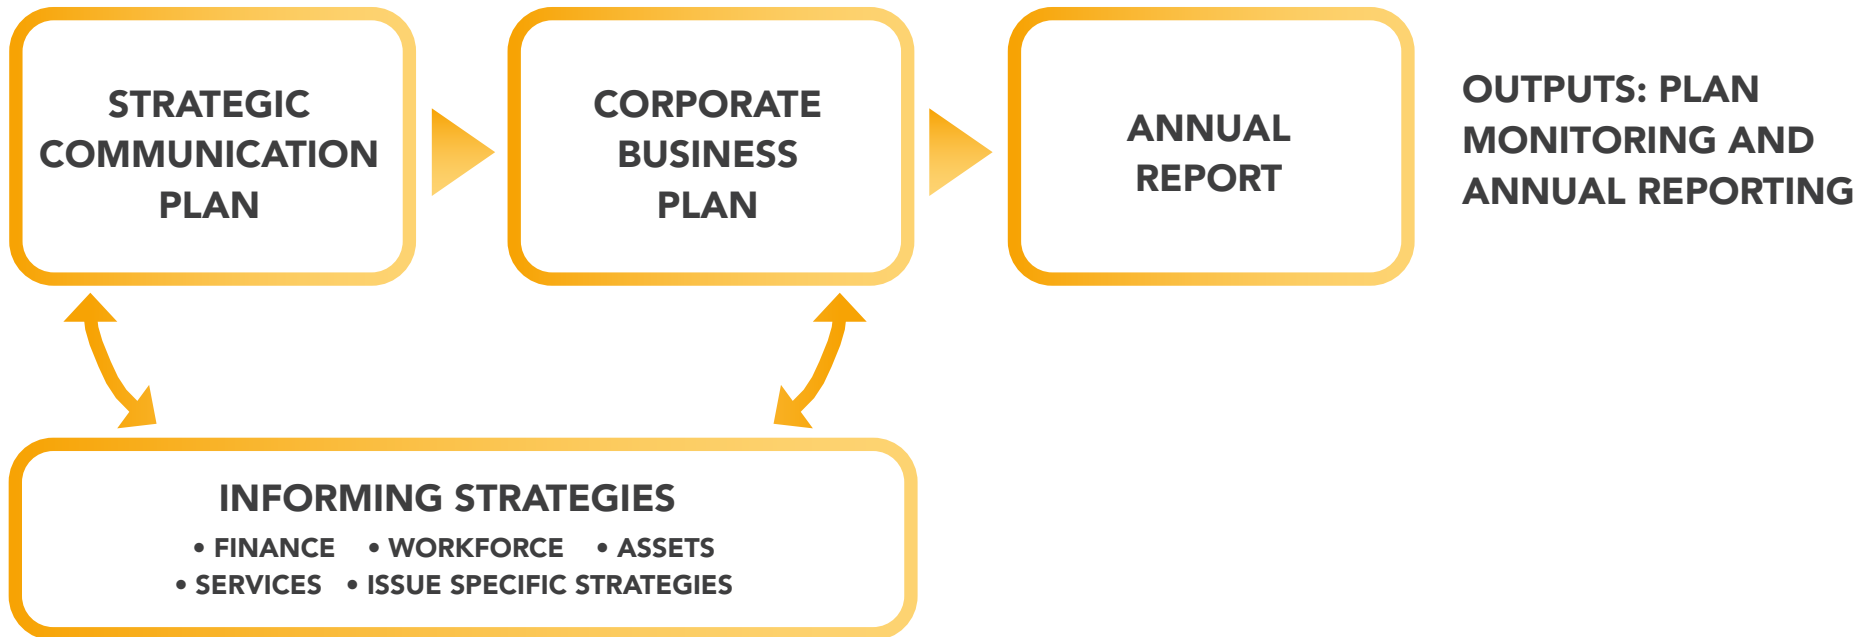 STRATEGIC
COMMUNICATION
PLAN
CORPORATE
BUSINESS
PLAN
ANNUAL
REPORT
OUTPUTS: PLAN
MONITORING AND
ANNUAL REPORTING
INFORMING STRATEGIES
• FINANCE • WORKFORCE • ASSETS
• SERVICES • ISSUE SPECIFIC STRATEGIES